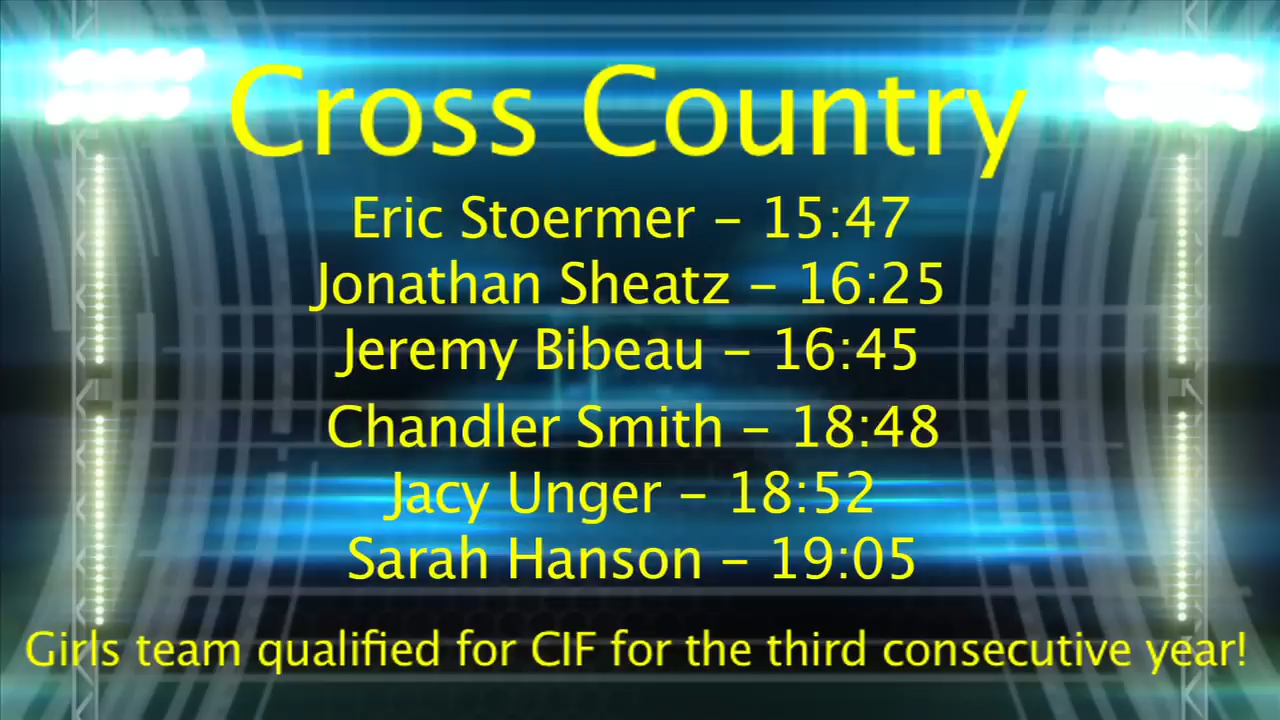 Cross Country
Eric Stoermer – 15:47
Jonathan Sheatz – 16:25
Jeremy Bibeau – 16:45
Chandler Smith – 18:48
Jacy Unger – 18:52
Sarah Hanson – 19:05
Girls team qualified for CIF for the third consecutive year!